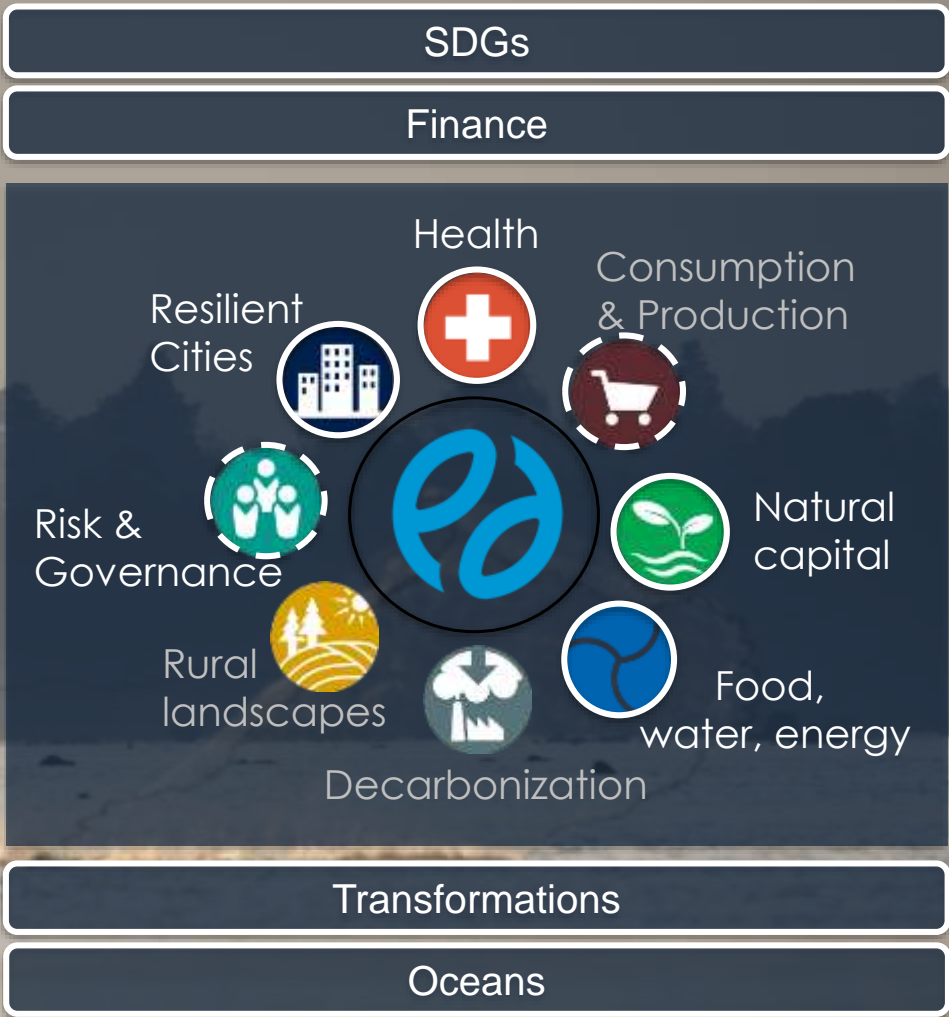 SDGs
Finance
Health
Consumption
& Production
Resilient
Cities
Natural
capital
Risk &
Governance
Rural
landscapes
Food,
water, energy
Decarbonization
Transformations
Oceans